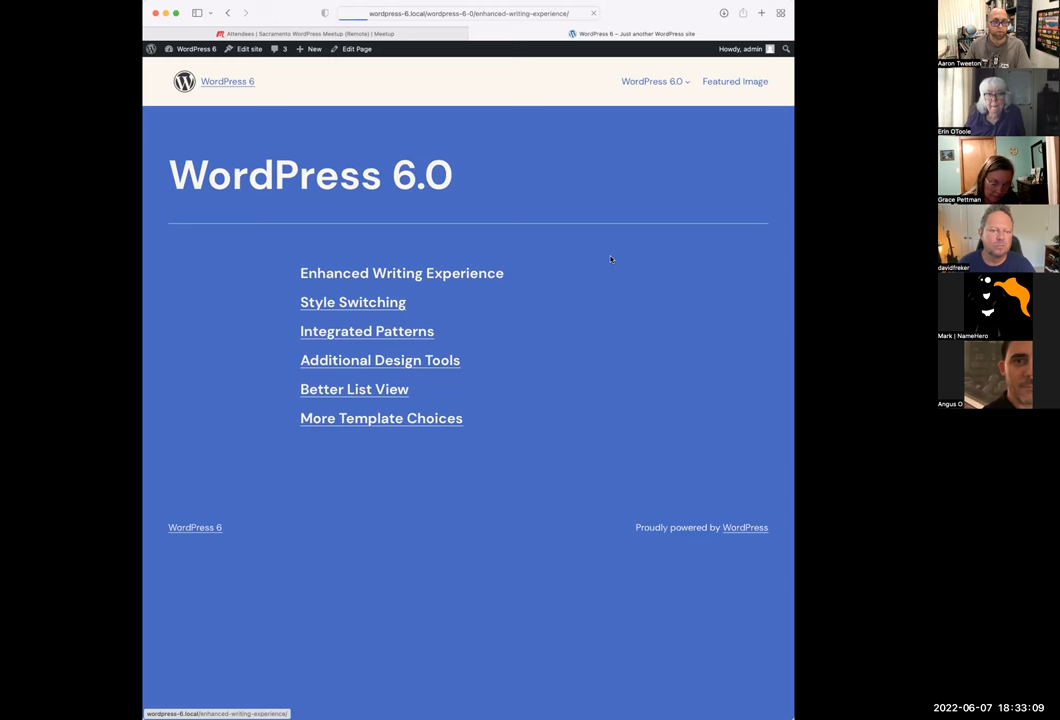 wordpress-6.local/wordpress-6-0/enhanced-writing-experience/
Attendees | Sacramento WordPress Meetup (Remote) | Meetup
WordPress 6 – Just another WordPress site
WordPress 6 Edit site 3 New Edit Page Howdy, admin
WordPress 6 WordPress 6.0 Featured Image
WordPress 6.0
Enhanced Writing Experience
Style Switching
Integrated Patterns
Additional Design Tools
Better List View
More Template Choices
WordPress 6 Proudly powered by WordPress
wordpress-6.local/enhanced-writing-experience/
Aaron Tweeton
Erin OToole
Grace Pettman
davidfreker
Mark | NameHero
Angus O
2022-06-07 18:33:09